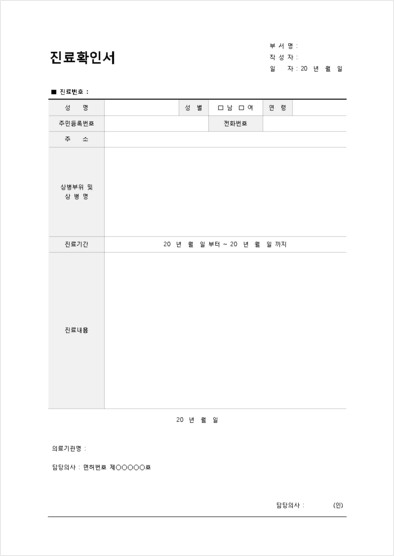 부 서 명 :
진료확인서
작 성 자 :
일 자 : 20 년 월 일
■ 진료번호 :
성 명 성 별 □ 남 □ 여 연 령
주민등록번호 전화번호
주 소
상병부위 및
상 병 명
진료기간 20 년 월 일 부터 ~ 20 년 월 일 까지
진료내용
20 년 월 일
의료기관명 :
담당의사 : 면허번호 제○○○○○호
담당의사 : (인)